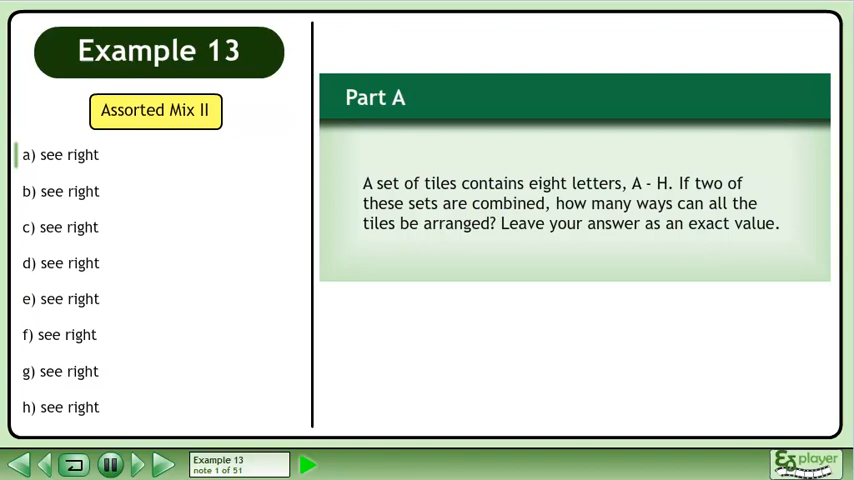 Example 13
Assorted Mix II
a) see right
b) see right
c) see right
d) see right
e) see right
f) see right
g) see right
h) see right
Part A
A set of tiles contains eight letters, A - H. If two of
these sets are combined, how many ways can all the
tiles be arranged? Leave your answer as an exact value.
Example 13
note 1 of 51
player